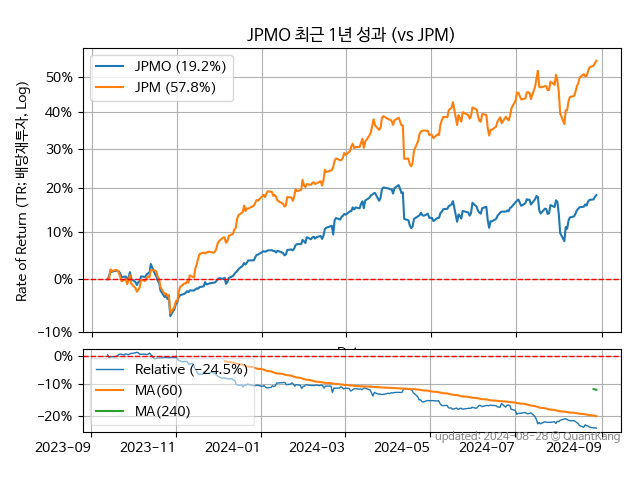 JPMO 최근 1년 성과 (vs JPM)
JPMO (19.2%)
JPM (57.8%)
Rate of Return (TR: 배당재투자, Log)
50%
40%
30%
20%
10%
0%
−10%
0%
−10%
−20%
Relative (−24.5%)
MA(60)
MA(240)
2023-09
2023-11
2024-01
2024-03
2024-05
2024-07
2024-09
updated: 2024-08-28 © QuantKang